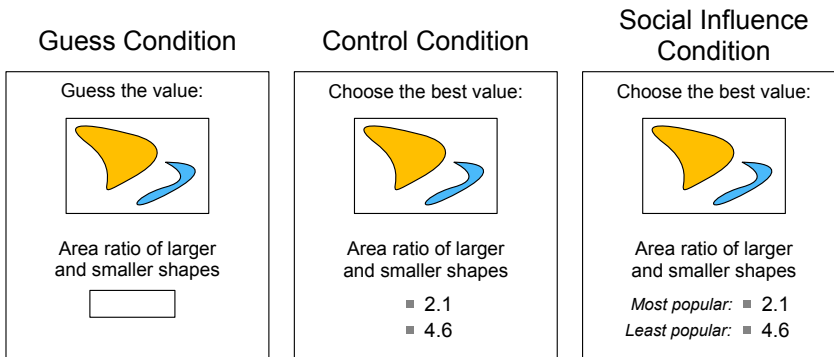 Guess Condition
Guess the value:
Area ratio of larger
and smaller shapes
Control Condition
Choose the best value:
Area ratio of larger
and smaller shapes
2.1
4.6
Social Influence
Condition
Choose the best value:
Area ratio of larger
and smaller shapes
Most popular: 2.1
Least popular: 4.6